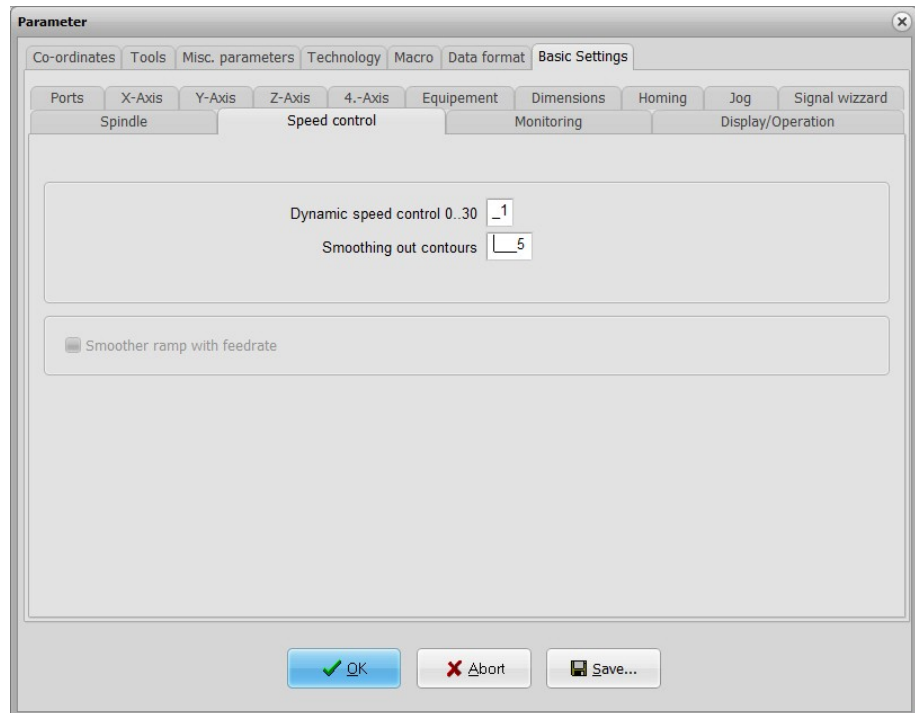 Parameter
Co-ordinates Tools Misc. parameters Technology Macro Data format Basic Settings
Ports X-Axis Y-Axis Z-Axis 4.-Axis Equipement Dimensions Homing Jog Signal wizzard
Spindle Speed control Monitoring Display/Operation
Dynamic speed control 0..30 _1
Smoothing out contours __5
Smoother ramp with feedrate
OK Abort Save...